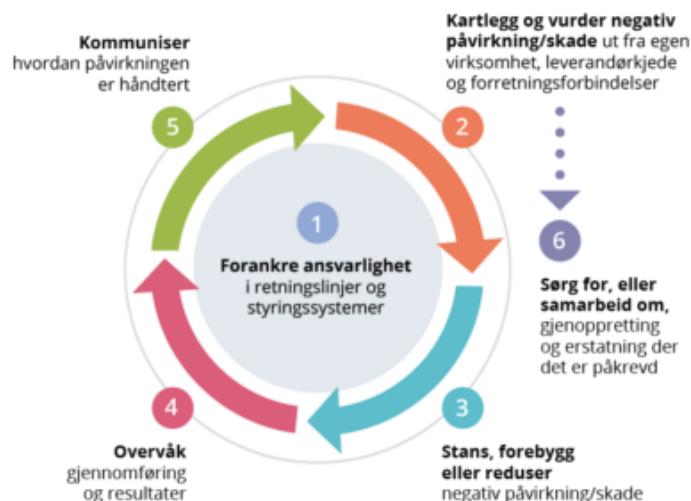 1
Forankre ansvarlighet
i retningslinjer og
styringssystemer
2
Kartlegg og vurder negativ
påvirkning/skade ut fra egen
virksomhet, leverandørkjede
og forretningsforbindelser
3
Stans, forebygg
eller reduser
negativ påvirkning/skade
4
Overvåk
gjennomføring
og resultater
5
Kommuniser
hvordan påvirkningen
er håndtert
6
Sørg for, eller
samarbeid om,
gjenoppretting
og erstatning der
det er påkrevd